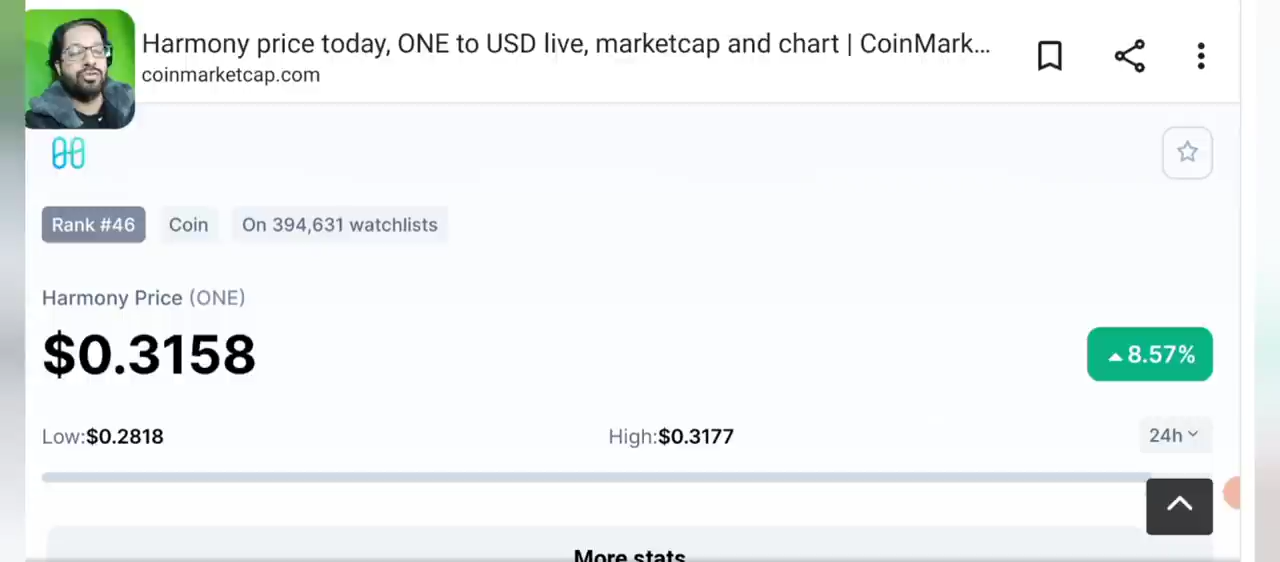 Harmony price today, ONE to USD live, marketcap and chart | CoinMark...
coinmarketcap.com
Rank #46 Coin On 394,631 watchlists
Harmony Price (ONE)
$0.3158 8.57%
Low:$0.2818 High:$0.3177 24h
More stats